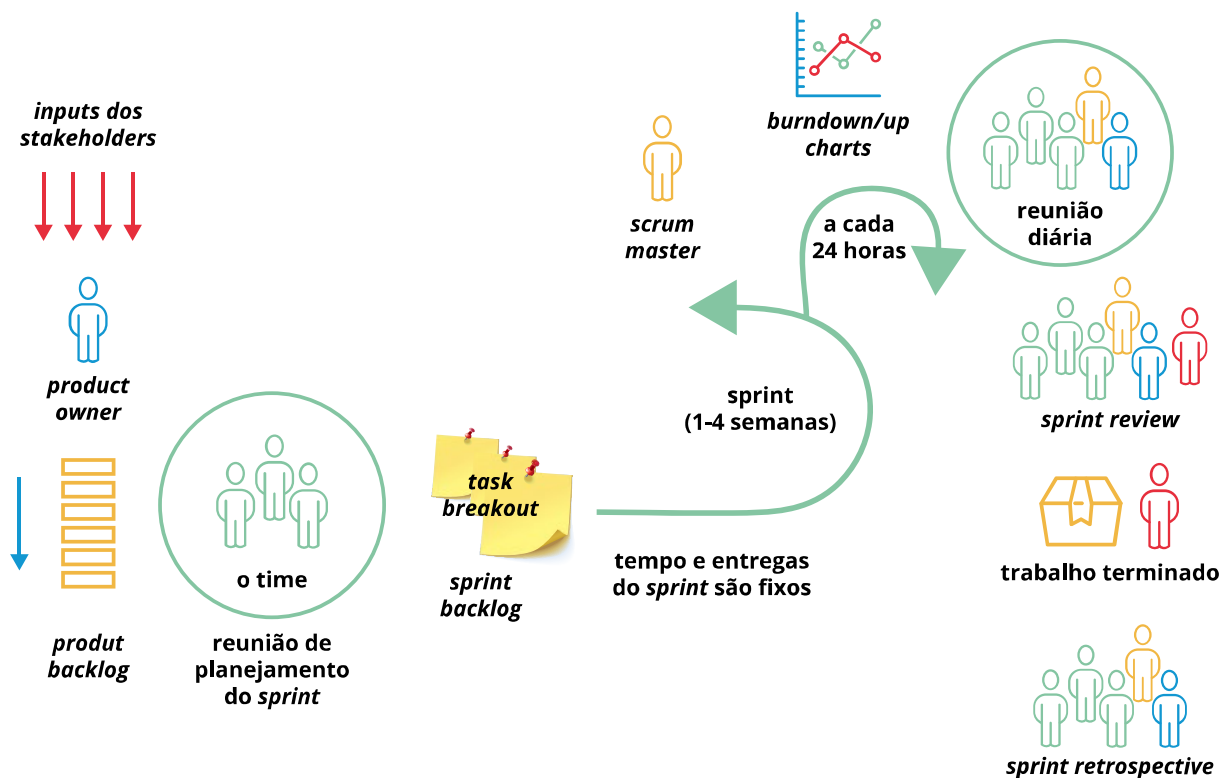 inputs dos
stakeholders
product
owner
produt
backlog
o time
reunião de
planejamento
do sprint
task
breakout
sprint
backlog
tempo e entregas
do sprint são fixos
sprint
(1-4 semanas)
scrum
master
burndown/up
charts
a cada
24 horas
reunião
diária
sprint review
trabalho terminado
sprint retrospective